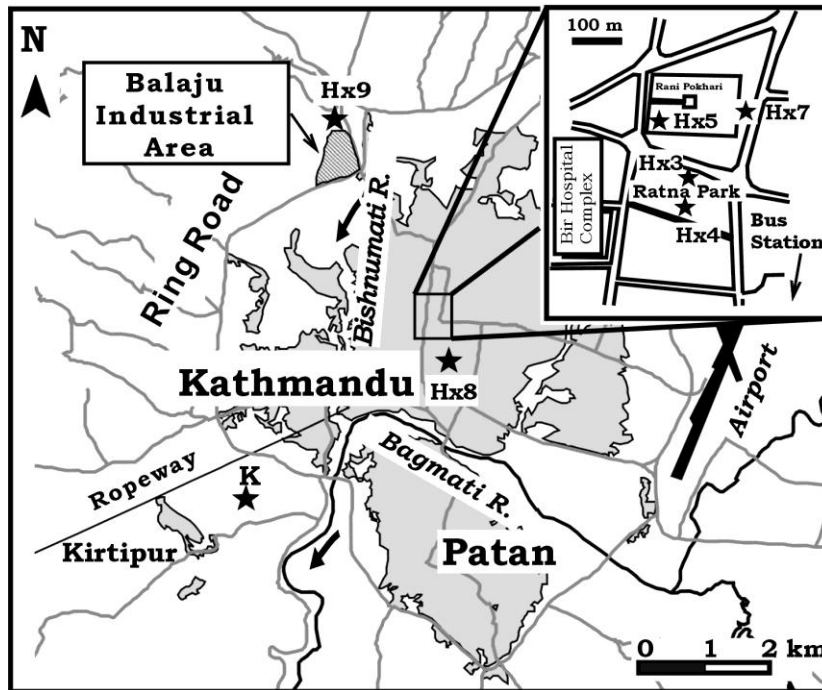 N
Balaju
Industrial
Area
Hx9
Ring Road
Bishnumati R.
100 m
Rani Pokhari
Hx5
Hx7
Hx3
Ratna Park
Hx4
Bir Hospital
Complex
Bus
Station
Kathmandu
Hx8
Airport
Ropeway
K
Bagmati R.
Kirtipur
Patan
0 1 2 km